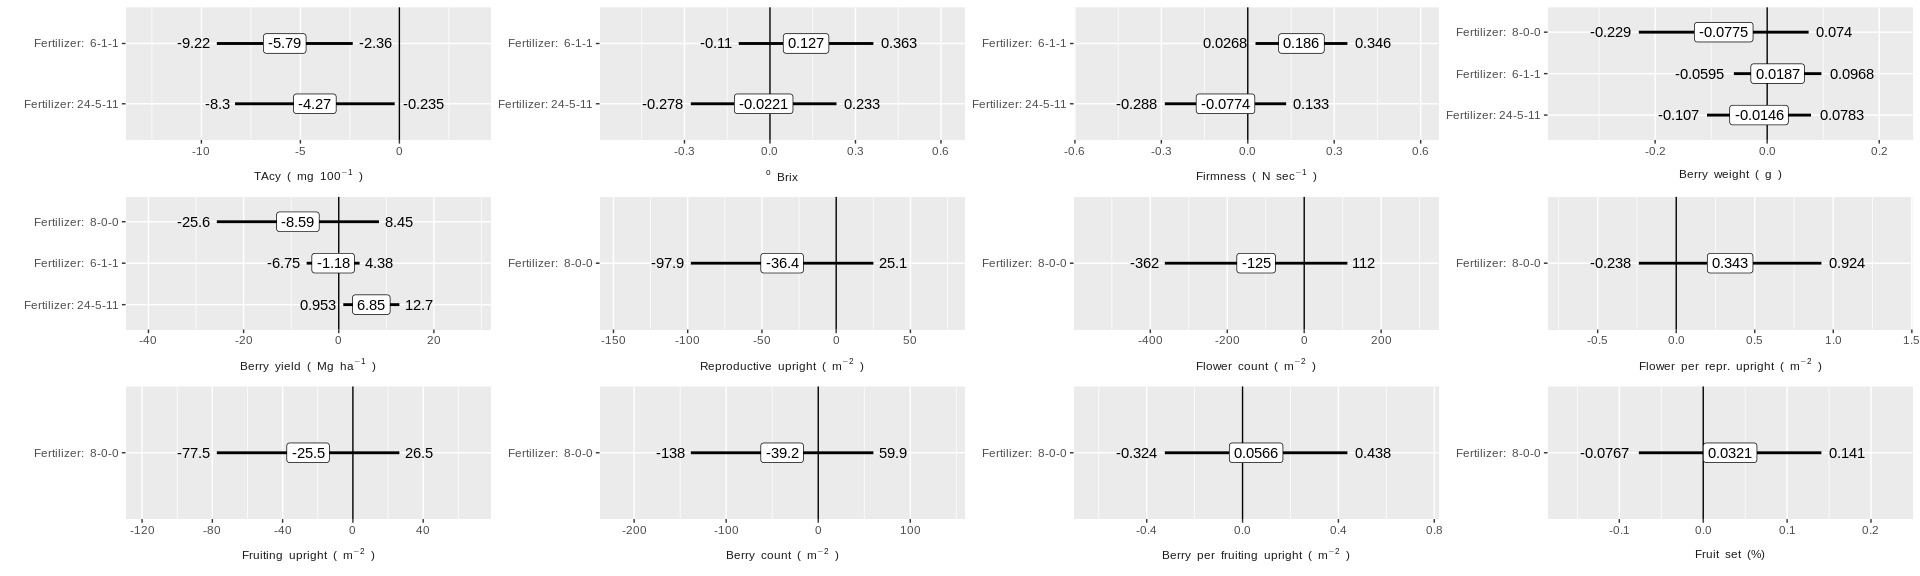 Fertilizer: 6-1-1 -9.22 -5.79 -2.36
Fertilizer: 24-5-11 -8.3 -4.27 -0.235
-10 -5 0
TAcy ( mg 100⁻¹ )
Fertilizer: 6-1-1 -0.11 0.127 0.363
Fertilizer: 24-5-11 -0.278 -0.0221 0.233
-0.3 0.0 0.3 0.6
° Brix
Fertilizer: 6-1-1 0.0268 0.186 0.346
Fertilizer: 24-5-11 -0.288 -0.0774 0.133
-0.6 -0.3 0.0 0.3 0.6
Firmness ( N sec⁻¹ )
Fertilizer: 8-0-0 -0.229 -0.0775 0.074
Fertilizer: 6-1-1 -0.0595 0.0187 0.0968
Fertilizer: 24-5-11 -0.107 -0.0146 0.0783
-0.2 0.0 0.2
Berry weight ( g )
Fertilizer: 8-0-0 -25.6 -8.59 8.45
Fertilizer: 6-1-1 -6.75 -1.18 4.38
Fertilizer: 24-5-11 0.953 6.85 12.7
-40 -20 0 20
Berry yield ( Mg ha⁻¹ )
Fertilizer: 8-0-0 -97.9 -36.4 25.1
-150 -100 -50 0 50
Reproductive upright ( m⁻² )
Fertilizer: 8-0-0 -362 -125 112
-400 -200 0 200
Flower count ( m⁻² )
Fertilizer: 8-0-0 -0.238 0.343 0.924
-0.5 0.0 0.5 1.0 1.5
Flower per repr. upright ( m⁻² )
Fertilizer: 8-0-0 -77.5 -25.5 26.5
-120 -80 -40 0 40
Fruiting upright ( m⁻² )
Fertilizer: 8-0-0 -138 -39.2 59.9
-200 -100 0 100
Berry count ( m⁻² )
Fertilizer: 8-0-0 -0.324 0.0566 0.438
-0.4 0.0 0.4 0.8
Berry per fruiting upright ( m⁻² )
Fertilizer: 8-0-0 -0.0767 0.0321 0.141
-0.1 0.0 0.1 0.2
Fruit set (%)